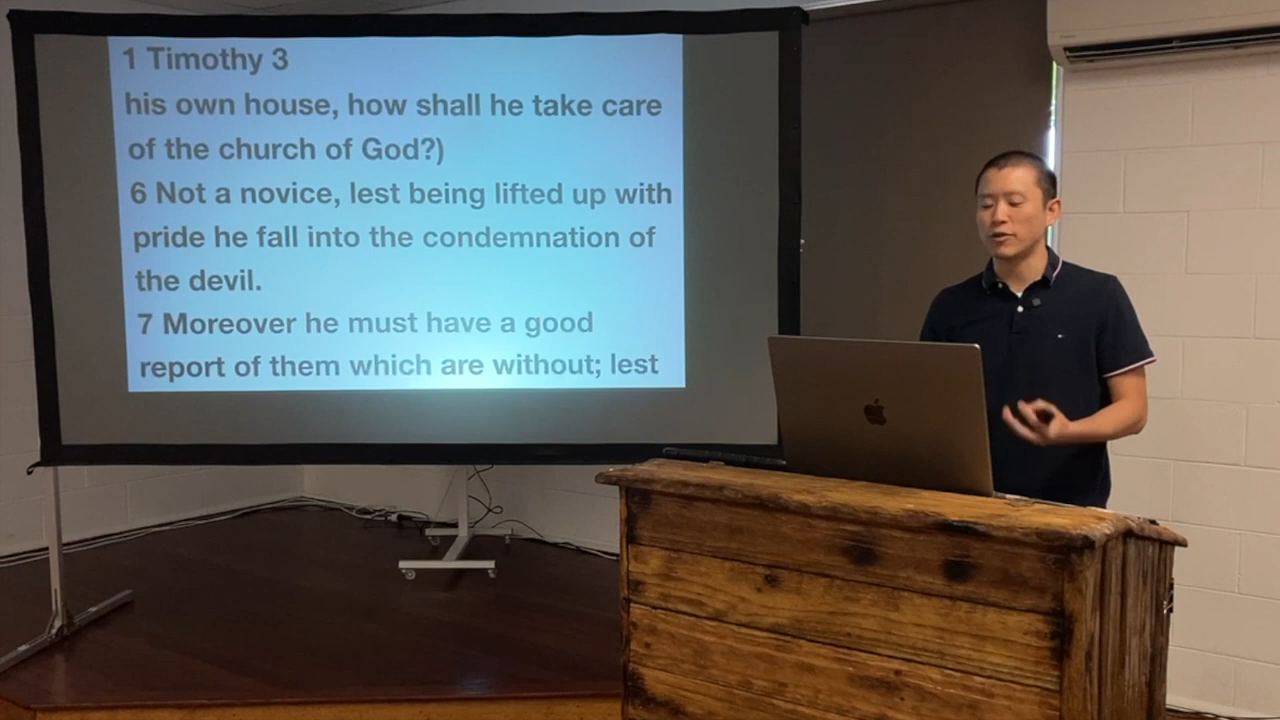 1 Timothy 3
his own house, how shall he take care
of the church of God?)
6 Not a novice, lest being lifted up with
pride he fall into the condemnation of
the devil.
7 Moreover he must have a good
report of them which are without; lest